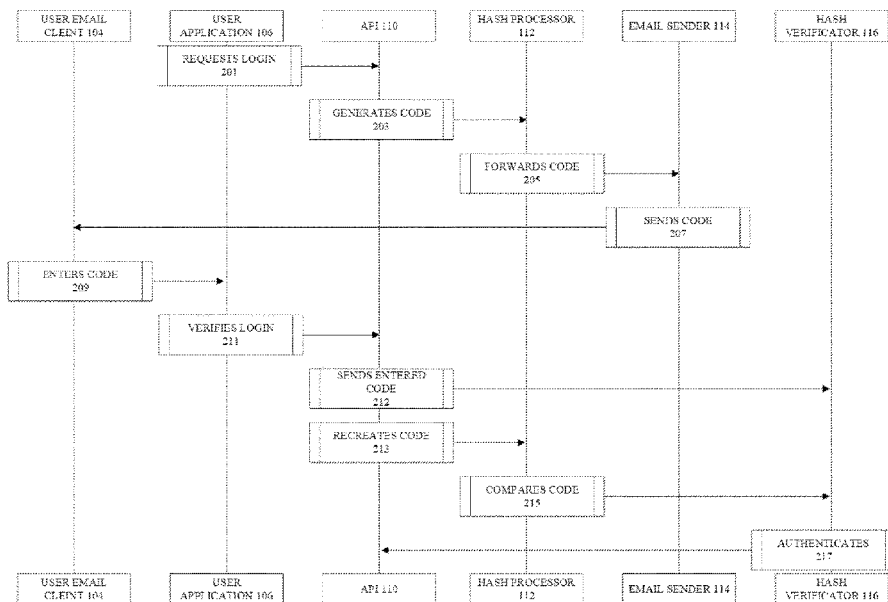 USER EMAIL
CLEINT 104
USER
APPLICATION 106
API 110
HASH PROCESSOR
112
EMAIL SENDER 114
HASH
VERIFICATOR 116
REQUESTS LOGIN
201
GENERATES CODE
203
FORWARDS CODE
205
SENDS CODE
207
ENTERS CODE
209
VERIFIES LOGIN
211
SENDS ENTERED
CODE
212
RECREATES CODE
213
COMPARES CODE
215
AUTHENTICATES
217
USER EMAIL
CLEINT 104
USER
APPLICATION 106
API 110
HASH PROCESSOR
112
EMAIL SENDER 114
HASH
VERIFICATOR 116